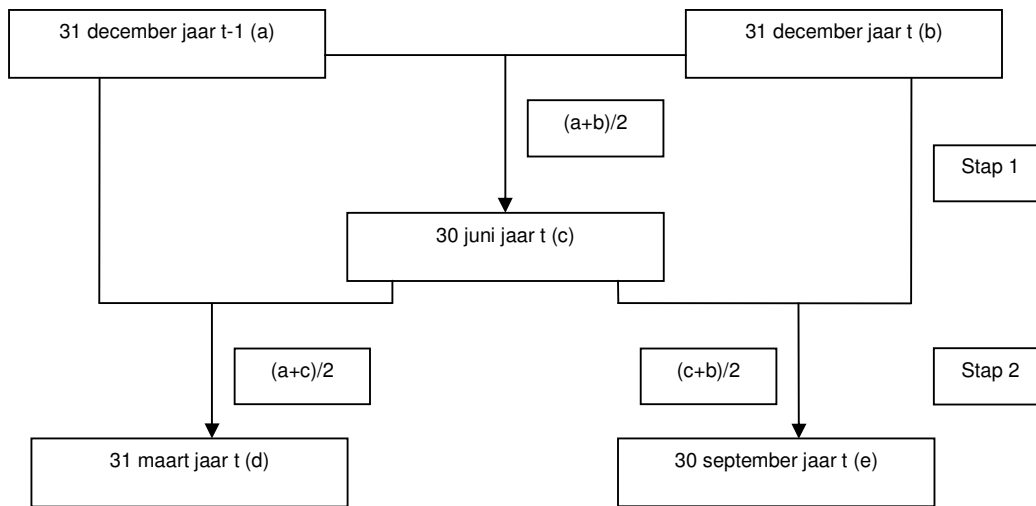 31 december jaar t-1 (a)
31 december jaar t (b)
(a+b)/2
Stap 1
30 juni jaar t (c)
(a+c)/2
(c+b)/2
Stap 2
31 maart jaar t (d)
30 september jaar t (e)